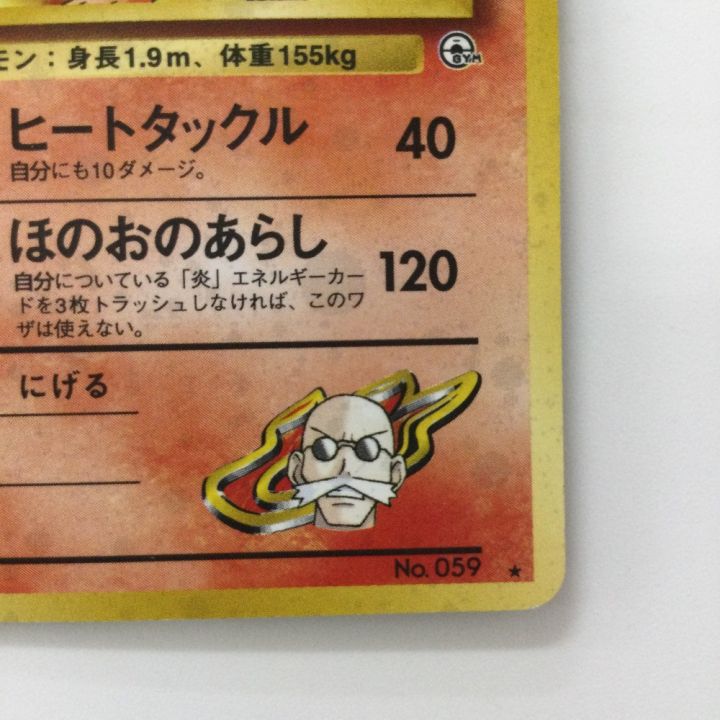 モン：身長1.9m、体重155kg
GYM
ヒートタックル 40
自分にも10ダメージ。
ほのおのあらし 120
自分についている「炎」エネルギーカー
ドを3枚トラッシュしなければ、このワ
ザは使えない。
にげる
No. 059 ★